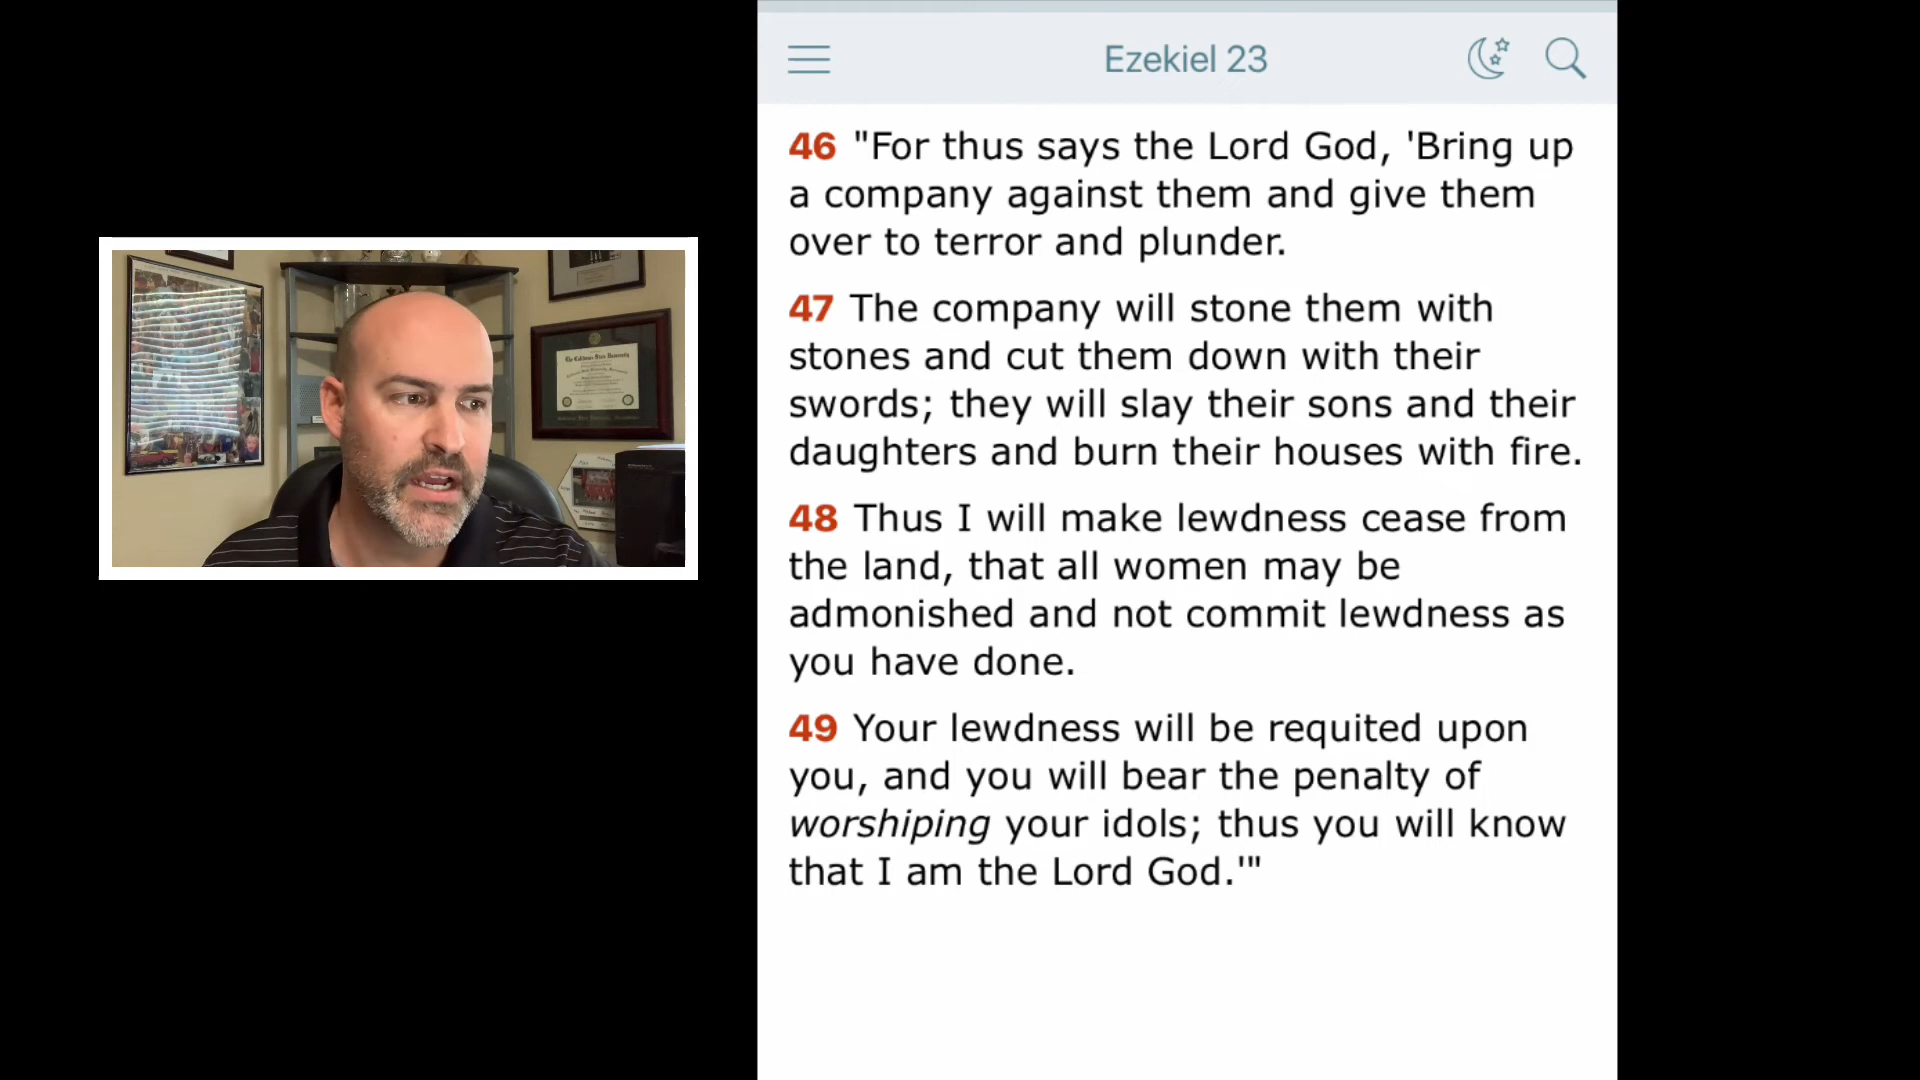 Ezekiel 23
46 "For thus says the Lord God, 'Bring up
a company against them and give them
over to terror and plunder.
47 The company will stone them with
stones and cut them down with their
swords; they will slay their sons and their
daughters and burn their houses with fire.
48 Thus I will make lewdness cease from
the land, that all women may be
admonished and not commit lewdness as
you have done.
49 Your lewdness will be requited upon
you, and you will bear the penalty of
worshiping your idols; thus you will know
that I am the Lord God.'"